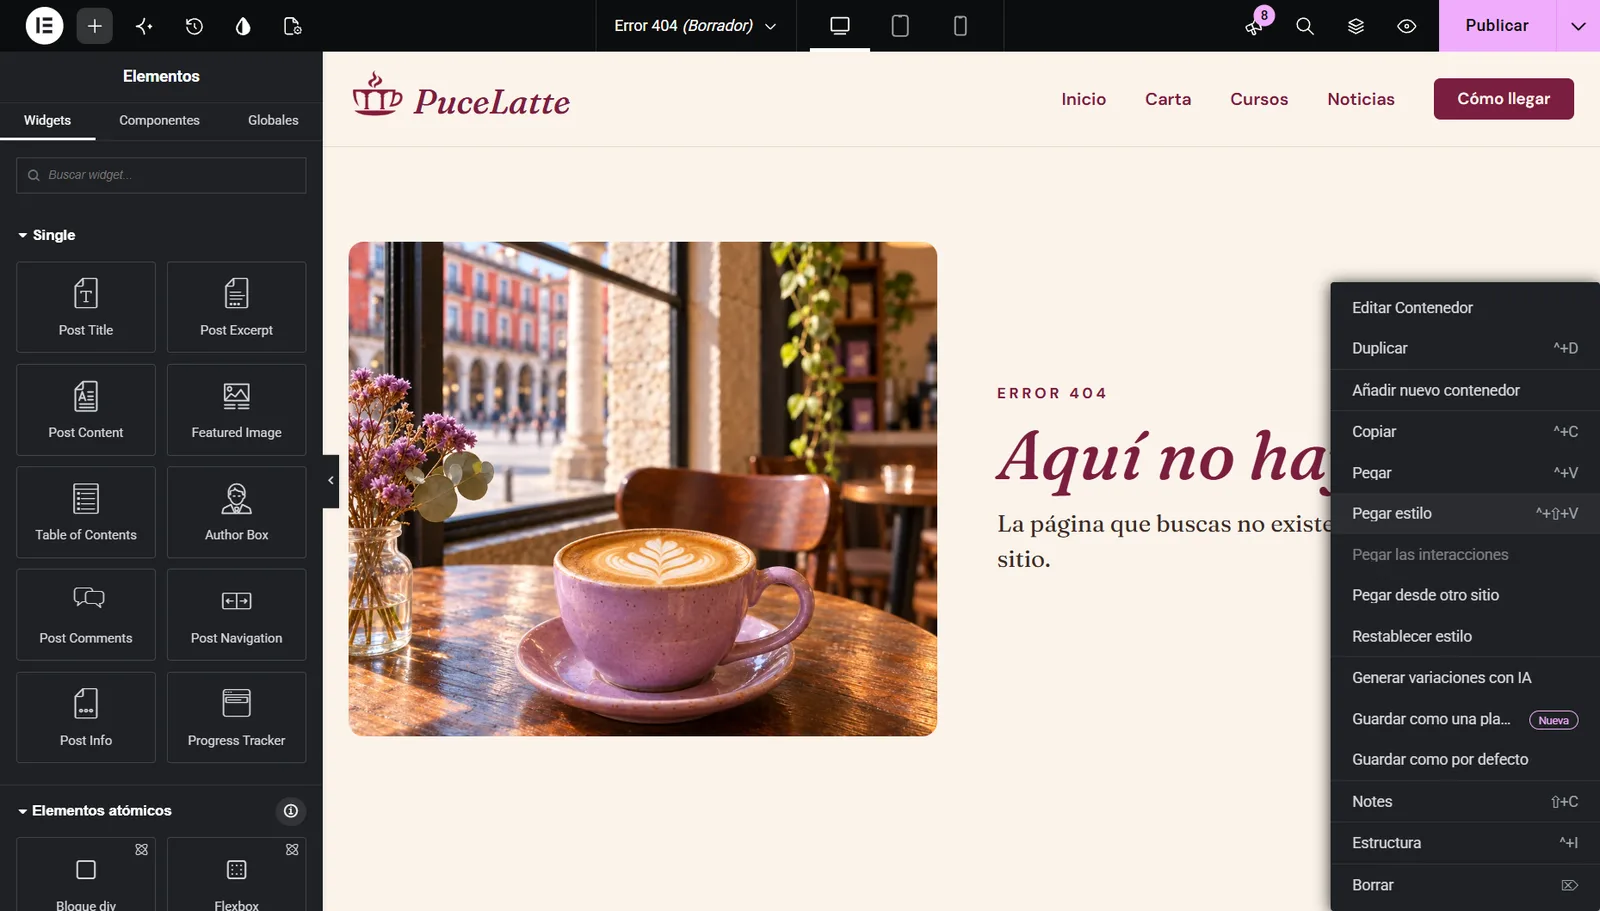 Error 404 (Borrador)
8
Publicar
Elementos
Widgets
Componentes
Globales
Buscar widget...
Single
Post Title
Post Excerpt
Post Content
Featured Image
Table of Contents
Author Box
Post Comments
Post Navigation
Post Info
Progress Tracker
Elementos atómicos
Bloque div
Flexbox
PuceLatte
Inicio
Carta
Cursos
Noticias
Cómo llegar
ERROR 404
Aquí no hay
La página que buscas no existe
sitio.
Editar Contenedor
Duplicar ^+D
Añadir nuevo contenedor
Copiar ^+C
Pegar ^+V
Pegar estilo ^+⇧+V
Pegar las interacciones
Pegar desde otro sitio
Restablecer estilo
Generar variaciones con IA
Guardar como una pla... Nueva
Guardar como por defecto
Notes ⇧+C
Estructura ^+I
Borrar ⌦